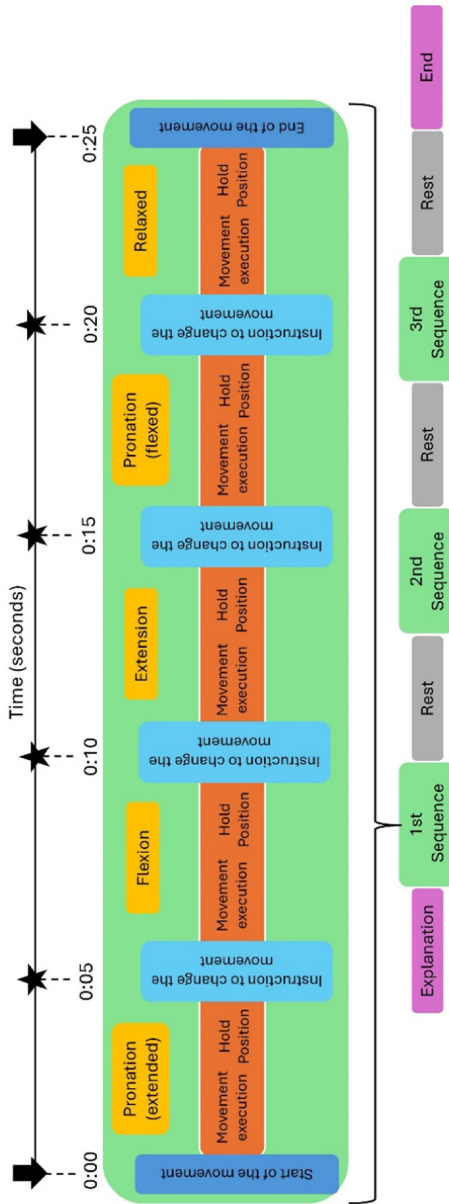 Time (seconds)
0:00
0:05
0:10
0:15
0:20
0:25
Pronation
(extended)
Flexion
Extension
Pronation
(flexed)
Relaxed
Start of the movement
Movement
execution
Hold
Position
Instruction to change the
movement
Movement
execution
Hold
Position
Instruction to change the
movement
Movement
execution
Hold
Position
Instruction to change the
movement
Movement
execution
Hold
Position
Instruction to change the
movement
Movement
execution
Hold
Position
End of the movement
Explanation
1st
Sequence
Rest
2nd
Sequence
Rest
3rd
Sequence
Rest
End